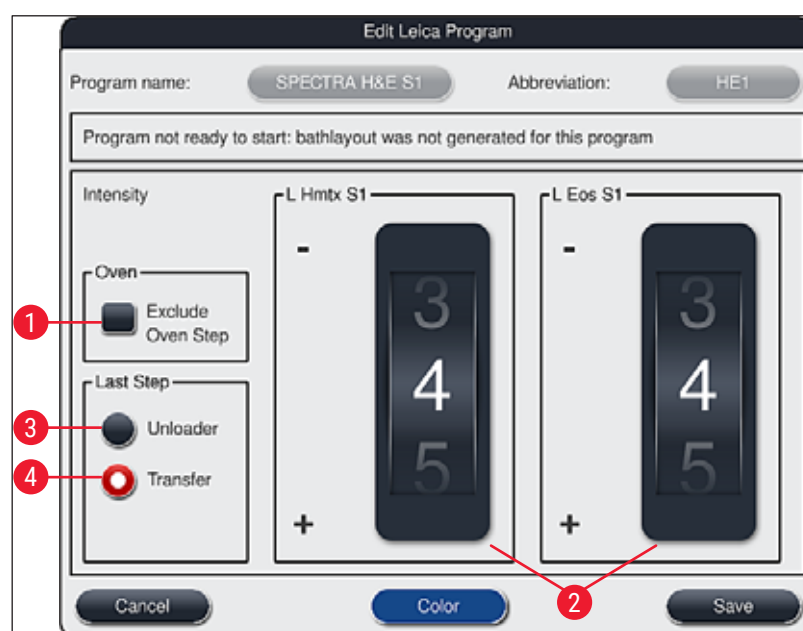 Edit Leica Program
Program name: SPECTRA H&E S1 Abbreviation: HE1
Program not ready to start: bathlayout was not generated for this program
Intensity
L Hmtx S1
L Eos S1
Oven
1 Exclude
Oven Step
Last Step
3 Unloader
4 Transfer
-
3
4
5
+
-
3
4
5
+
2
Cancel Color Save